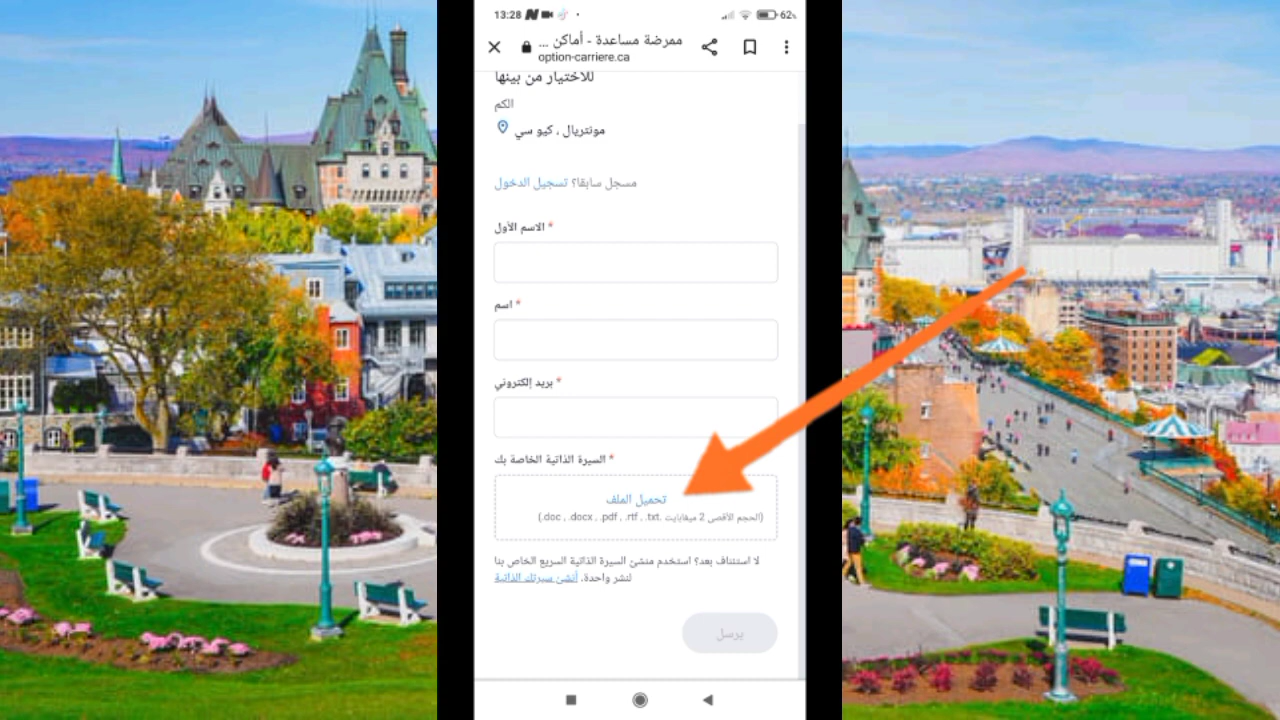 13:28
62%
ممرضة مساعدة - أماكن ...
option-carriere.ca
للاختيار من بينها
الكم
مونتريال ، كيو سي
مسجل سابقا؟ تسجيل الدخول
الاسم الأول *
اسم *
بريد إلكتروني *
السيرة الذاتية الخاصة بك *
تحميل الملف
(الحجم الأقصى 2 ميغابايت .doc , .docx , .pdf , .rtf , .txt.)
لا استئناف بعد؟ استخدم منشئ السيرة الذاتية السريع الخاص بنا
لنشر واحدة. أنشئ سيرتك الذاتية
يرسل